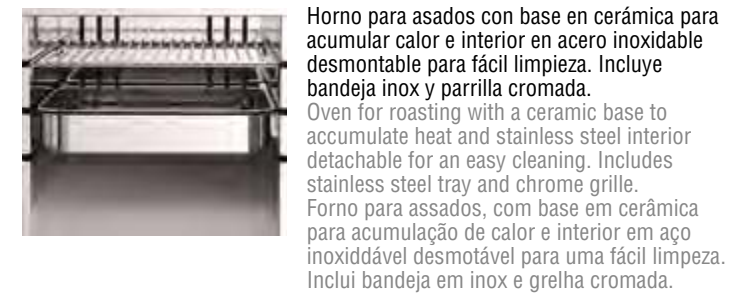 Horno para asados con base en cerámica para
acumular calor e interior en acero inoxidable
desmontable para fácil limpieza. Incluye
bandeja inox y parrilla cromada.
Oven for roasting with a ceramic base to
accumulate heat and stainless steel interior
detachable for an easy cleaning. Includes
stainless steel tray and chrome grille.
Forno para assados, com base em cerâmica
para acumulação de calor e interior em aço
inoxiddável desmotável para uma fácil limpeza.
Inclui bandeja em inox e grelha cromada.